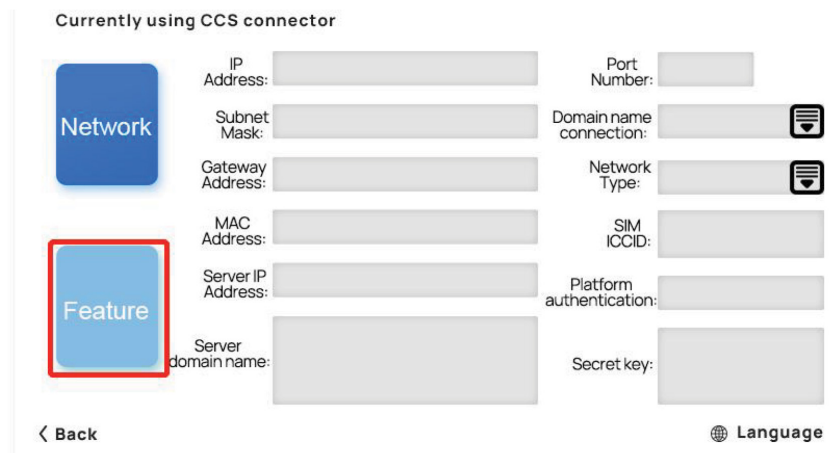 Currently using CCS connector
Network
Feature
IP
Address:
Subnet
Mask:
Gateway
Address:
MAC
Address:
Server IP
Address:
Server
domain name:
Port
Number:
Domain name
connection:
Network
Type:
SIM
ICCID:
Platform
authentication:
Secret key:
Back
Language